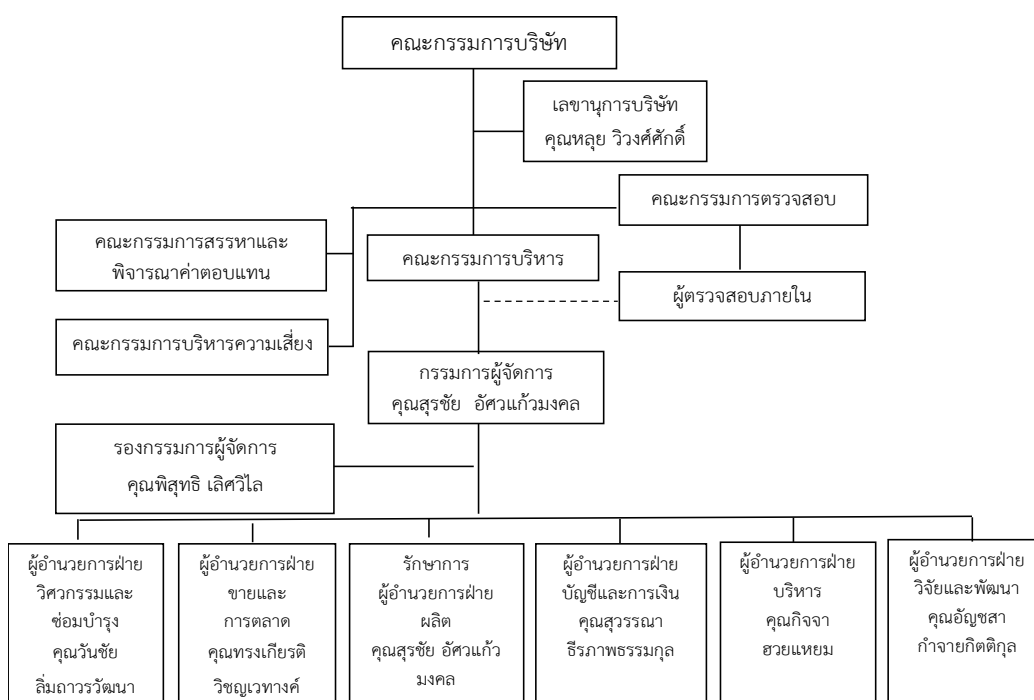 คณะกรรมการบริษัท
เลขานุการบริษัท
คุณหลุย วิวงศ์ศักดิ์
คณะกรรมการตรวจสอบ
คณะกรรมการสรรหาและ
พิจารณาค่าตอบแทน
คณะกรรมการบริหาร
ผู้ตรวจสอบภายใน
คณะกรรมการบริหารความเสี่ยง
กรรมการผู้จัดการ
คุณสุรชัย อัศวแก้วมงคล
รองกรรมการผู้จัดการ
คุณพิสุทธิ เลิศวิไล
ผู้อำนวยการฝ่าย
วิศวกรรมและ
ซ่อมบำรุง
คุณวันชัย
ลิ่มถาวรวัฒนา
ผู้อำนวยการฝ่าย
ขายและ
การตลาด
คุณทรงเกียรติ
วิชญเวทางค์
รักษาการ
ผู้อำนวยการฝ่าย
ผลิต
คุณสุรชัย อัศวแก้ว
มงคล
ผู้อำนวยการฝ่าย
บัญชีและการเงิน
คุณสุวรรณา
ธีรภาพธรรมกุล
ผู้อำนวยการฝ่าย
บริหาร
คุณกิจจา
ฮวยแหยม
ผู้อำนวยการฝ่าย
วิจัยและพัฒนา
คุณอัญชสา
กำจายกิตติกุล